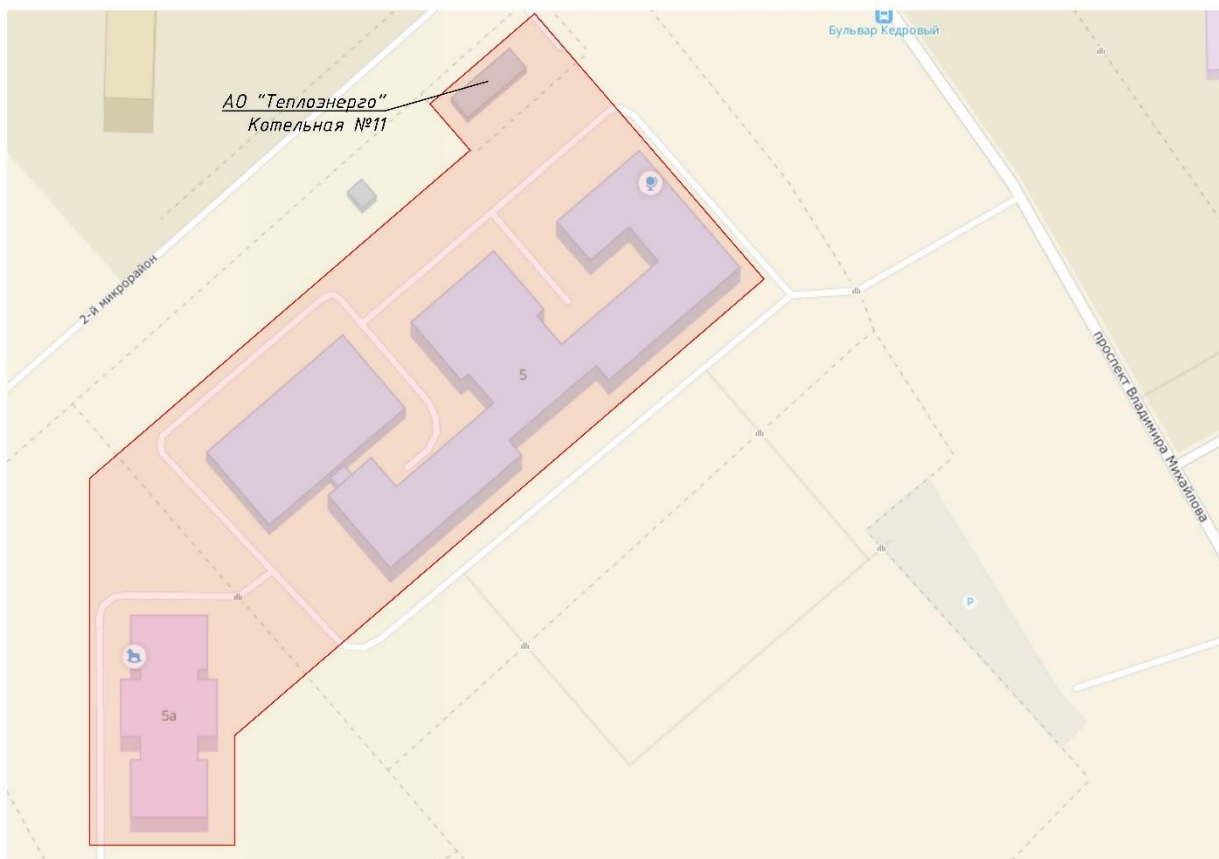 Бульвар Кедровый
АО "Теплоэнерго"
Котельная №11
2-й микрорайон
проспект Владимира Михайлова
5
5а
P